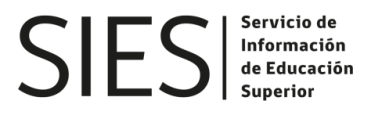 SIES
Servicio de
Información
de Educación
Superior